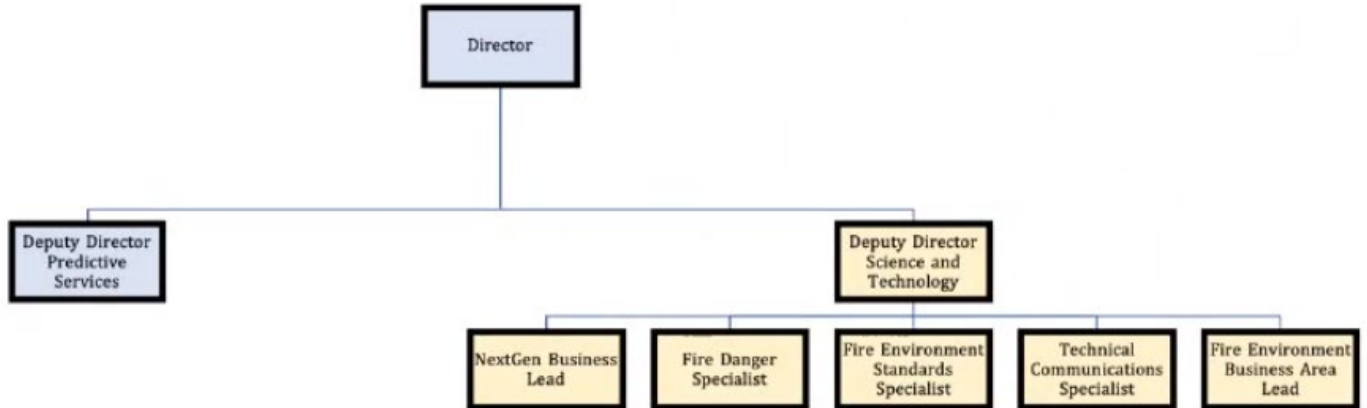 Director
Deputy Director
Predictive
Services
Deputy Director
Science and
Technology
NextGen Business
Lead
Fire Danger
Specialist
Fire Environment
Standards
Specialist
Technical
Communications
Specialist
Fire Environment
Business Area
Lead